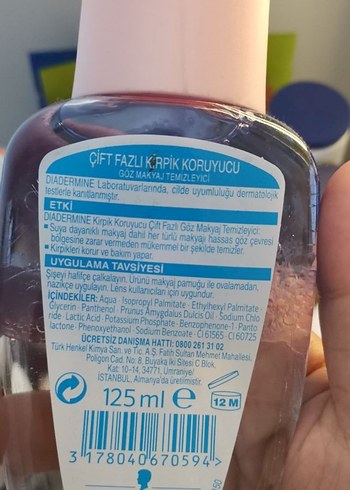 ÇİFT FAZLI KİRPİK KORUYUCU
GÖZ MAKYAJ TEMİZLEYİCİ
DIADERMINE Laboratuvarlarında, cilde uyumluluğu dermatolojik
testlerle kanıtlanmıştır.
ETKİ
DIADERMINE Kirpik Koruyucu Çift Fazlı Göz Makyaj Temizleyici:
• Suya dayanıklı makyaj dahil her türlü makyajı hassas göz çevresi
bölgesine zarar vermeden mükemmel bir şekilde temizler.
• Kirpikleri korur ve bakım yapar.
UYGULAMA TAVSİYESİ
Şişeyi hafifçe çalkalayın. Ürünü makyaj pamuğu ile ovalamadan,
nazikçe uygulayın. Lens kullanıcıları için uygundur.
İÇİNDEKİLER: Aqua · Isopropyl Palmitate · Ethylhexyl Palmitate
Glycerin · Panthenol · Prunus Amygdalus Dulcis Oil · Sodium Chlo
ride · Lactic Acid · Potassium Phosphate · Benzophenone-1 · Panto
lactone · Phenoxyethanol · Sodium Benzoate · CI 61565 · CI 60725
ÜCRETSİZ DANIŞMA HATTI: 0800 261 31 02
Türk Henkel Kimya San. ve Tic. A.Ş. Fatih Sultan Mehmet Mahallesi,
Poligon Cad. No: 8, Buyaka İki Sitesi C Blok,
Kat: 10-14, 34771, Ümraniye/
İSTANBUL, Almanya'da üretilmiştir.
125 ml e
12 M
3 178040 670594 >